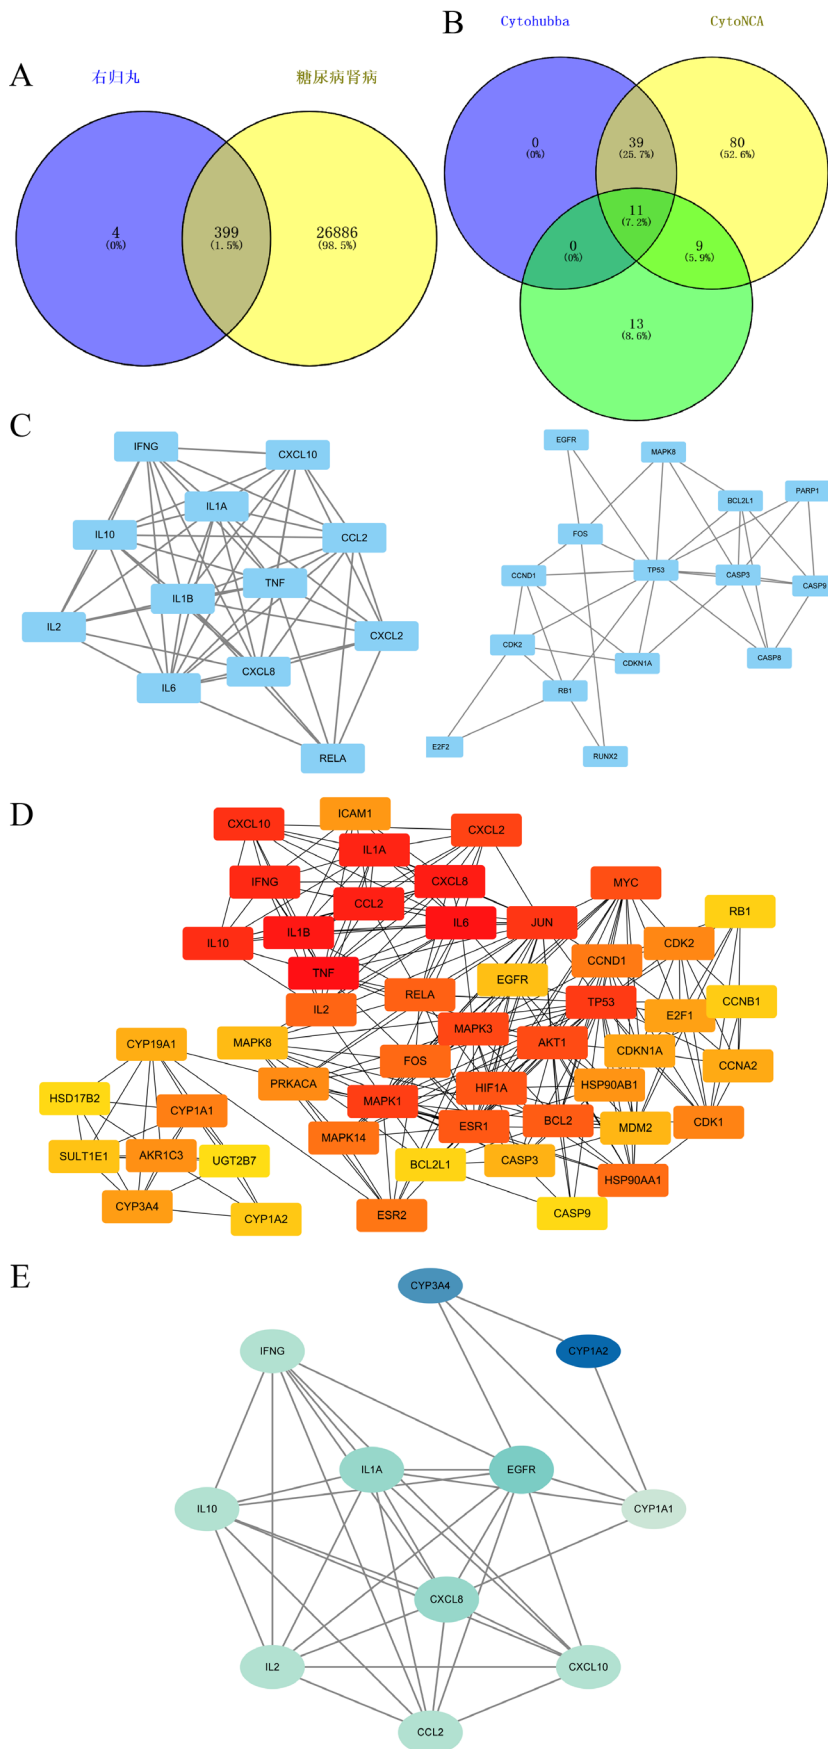 A
右归丸
糖尿病肾病
4
(0%)
399
(1.5%)
26886
(98.5%)
B
Cytohubba
CytoNCA
0
(0%)
39
(25.7%)
80
(52.6%)
11
(7.2%)
0
(0%)
9
(5.9%)
13
(8.6%)
C
IFNG
CXCL10
IL1A
IL10
CCL2
TNF
IL1B
IL2
CXCL2
CXCL8
IL6
RELA
EGFR
MAPK8
PARP1
BCL2L1
FOS
TP53
CCND1
CASP3
CASP9
CDK2
CDKN1A
CASP8
RB1
E2F2
RUNX2
D
ICAM1
CXCL10
CXCL2
IL1A
IFNG
CXCL8
MYC
CCL2
RB1
IL1B
IL6
JUN
IL10
CDK2
CCND1
TNF
EGFR
RELA
TP53
CCNB1
IL2
E2F1
MAPK3
CYP19A1
MAPK8
AKT1
CDKN1A
FOS
CCNA2
PRKACA
HIF1A
HSP90AB1
HSD17B2
MAPK1
CYP1A1
ESR1
BCL2
MDM2
CDK1
MAPK14
SULT1E1
AKR1C3
UGT2B7
BCL2L1
CASP3
HSP90AA1
CYP3A4
CYP1A2
ESR2
CASP9
E
CYP3A4
IFNG
CYP1A2
IL1A
EGFR
IL10
CYP1A1
CXCL8
IL2
CXCL10
CCL2